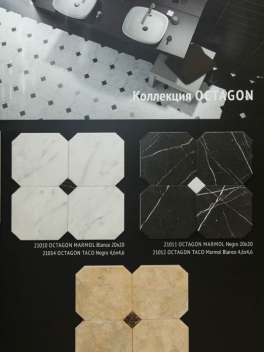 Коллекция OCTAGON
21010 OCTAGON MARMOL Blanco 20x20
21014 OCTAGON TACO Negro 4,6x4,6
21011 OCTAGON MARMOL Negro 20x20
21012 OCTAGON TACO Marmol Blanco 4,6x4,6